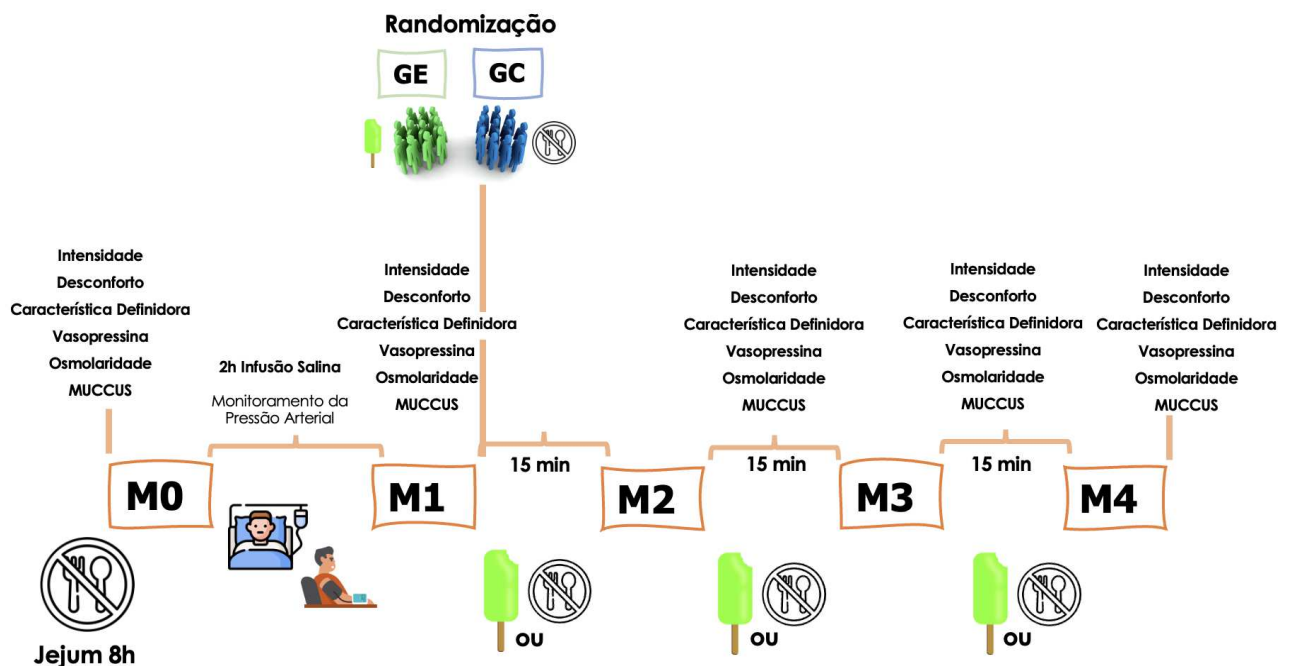 Randomização
GE
GC
Intensidade
Desconforto
Característica Definidora
Vasopressina
Osmolaridade
MUCCUS
2h Infusão Salina
Monitoramento da
Pressão Arterial
Intensidade
Desconforto
Característica Definidora
Vasopressina
Osmolaridade
MUCCUS
Intensidade
Desconforto
Característica Definidora
Vasopressina
Osmolaridade
MUCCUS
Intensidade
Desconforto
Característica Definidora
Vasopressina
Osmolaridade
MUCCUS
Intensidade
Desconforto
Característica Definidora
Vasopressina
Osmolaridade
MUCCUS
15 min
15 min
15 min
M0
M1
M2
M3
M4
ou
ou
ou
Jejum 8h